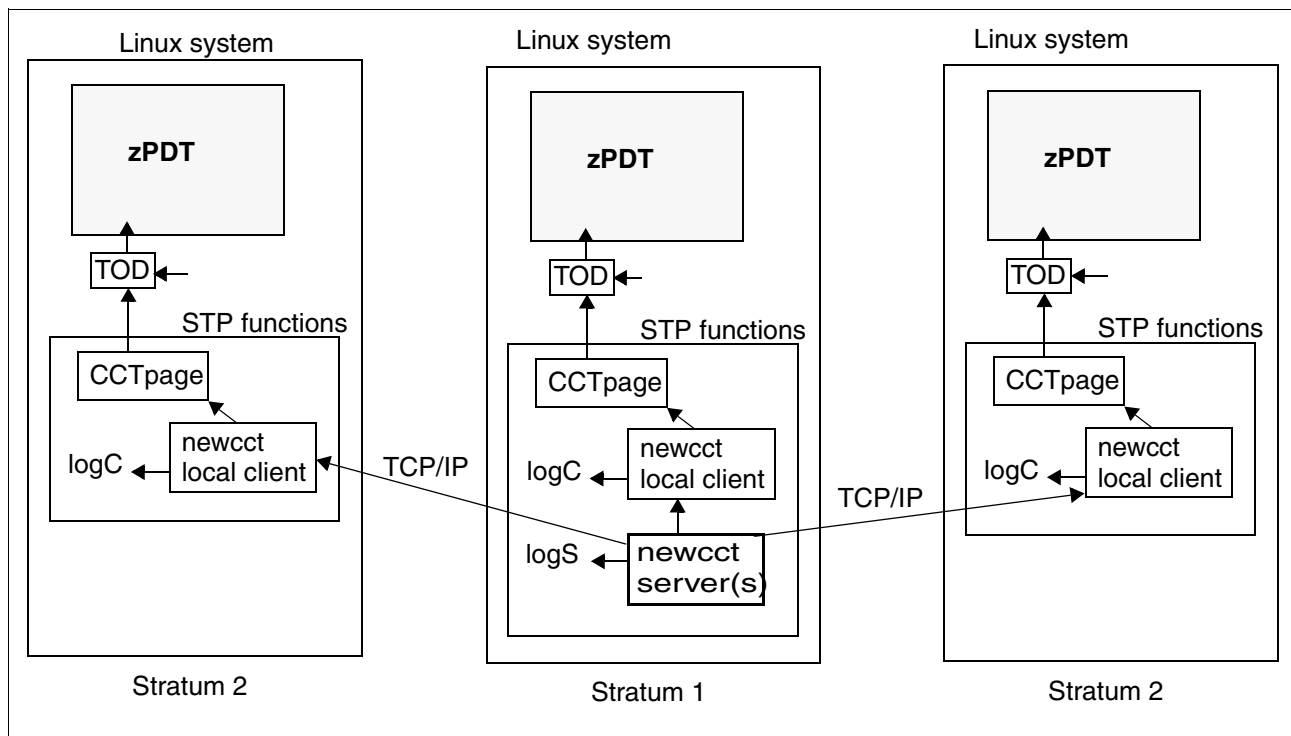 Linux system
zPDT
TOD
STP functions
CCTpage
newcct
local client
logC
Stratum 2
TCP/IP
Linux system
zPDT
TOD
STP functions
CCTpage
newcct
local client
logC
newcct
server(s)
logS
Stratum 1
TCP/IP
Linux system
zPDT
TOD
STP functions
CCTpage
newcct
local client
logC
Stratum 2